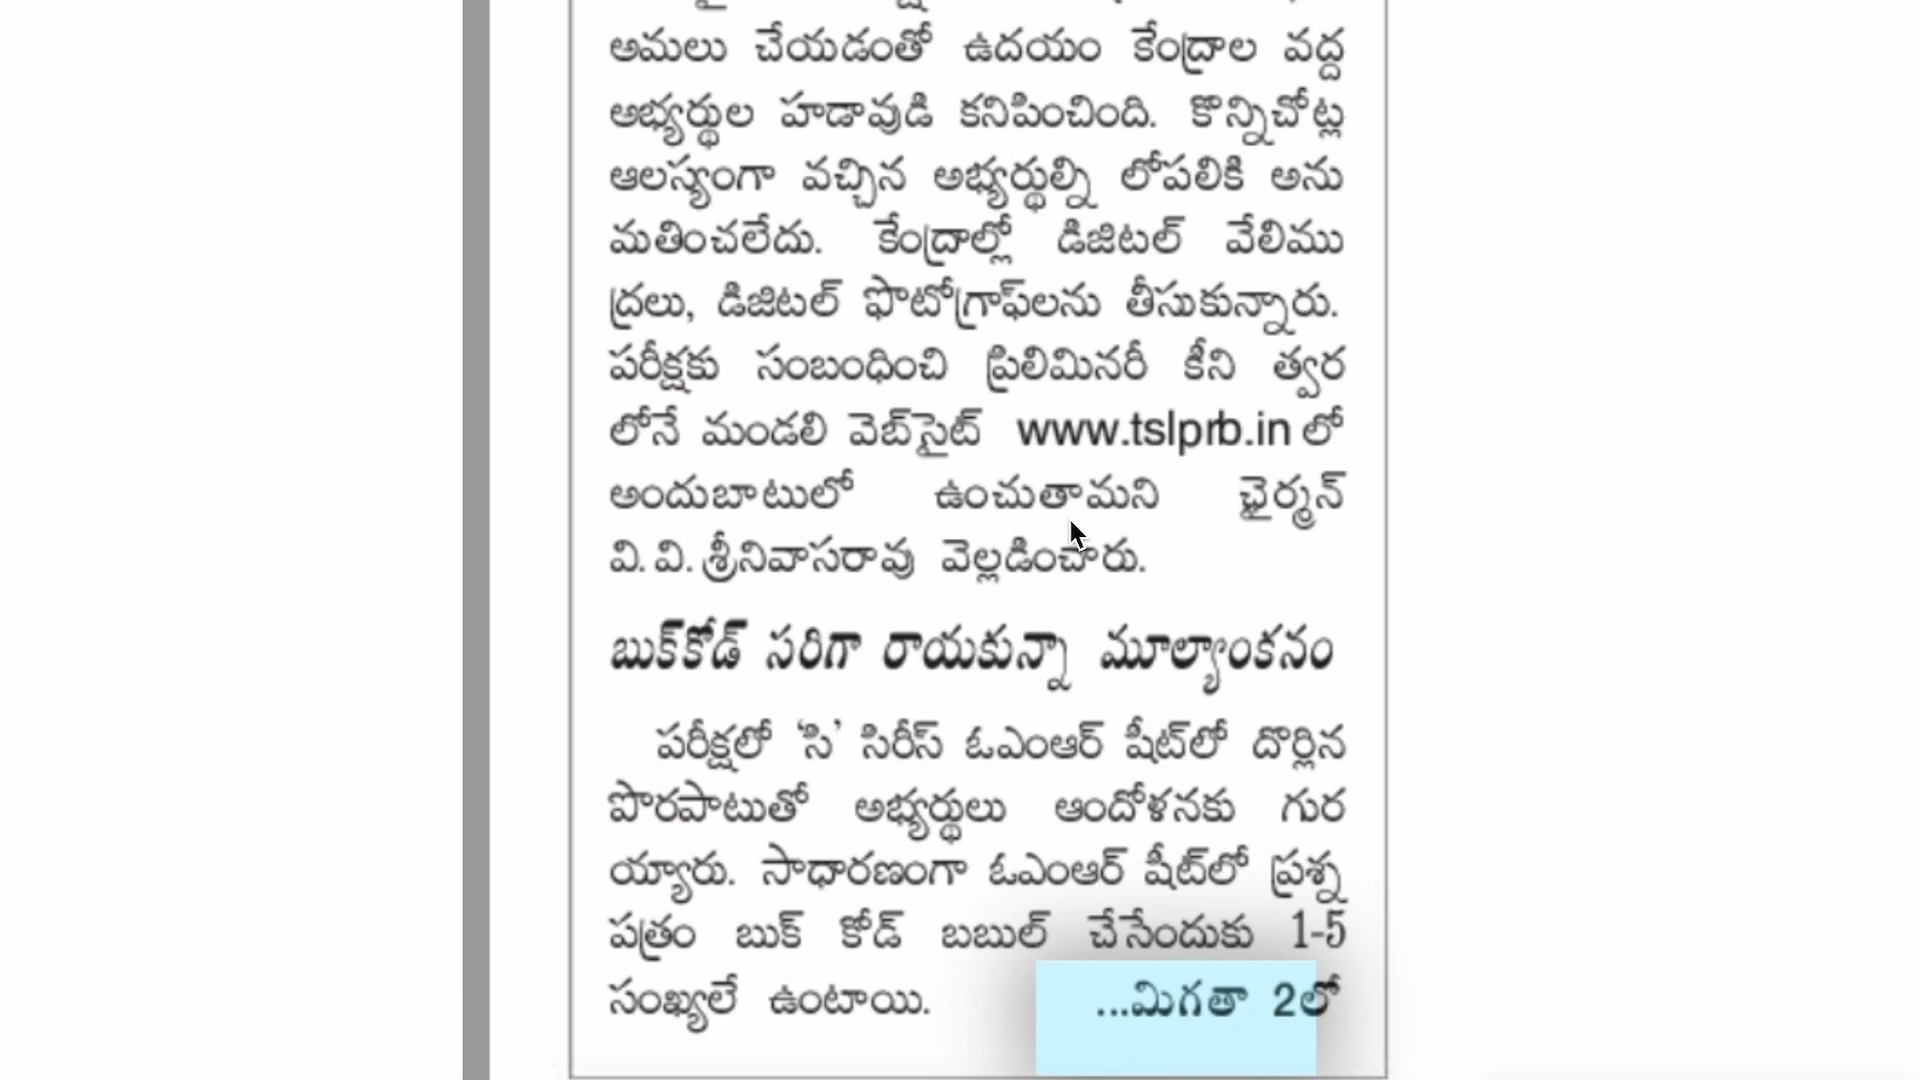 అమలు చేయడంతో ఉదయం కేంద్రాల వద్ద
అభ్యర్థుల హడావుడి కనిపించింది. కొన్నిచోట్ల
ఆలస్యంగా వచ్చిన అభ్యర్థుల్ని లోపలికి అను
మతించలేదు. కేంద్రాల్లో డిజిటల్ వేలిము
ద్రలు, డిజిటల్ ఫొటోగ్రాఫ్‌లను తీసుకున్నారు.
పరీక్షకు సంబంధించి ప్రిలిమినరీ కీని త్వర
లోనే మండలి వెబ్‌సైట్ www.tslprb.in లో
అందుబాటులో ఉంచుతామని ఛైర్మన్
వి.వి.శ్రీనివాసరావు వెల్లడించారు.
బుక్‌కోడ్ సరిగా రాయకున్నా మూల్యాంకనం
పరీక్షలో ‘సి’ సిరీస్ ఓఎంఆర్ షీట్‌లో దొర్లిన
పొరపాటుతో అభ్యర్థులు ఆందోళనకు గుర
య్యారు. సాధారణంగా ఓఎంఆర్ షీట్‌లో ప్రశ్న
పత్రం బుక్ కోడ్ బబుల్ చేసేందుకు 1-5
సంఖ్యలే ఉంటాయి. ...మిగతా 2లో